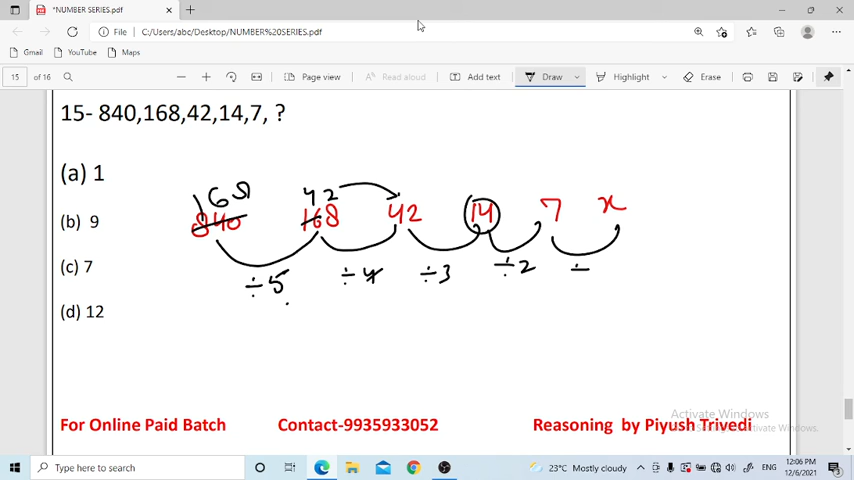 *NUMBER SERIES.pdf
File C:/Users/abc/Desktop/NUMBER%20SERIES.pdf
Gmail YouTube Maps
15 of 16 Page view Read aloud Add text Draw Highlight Erase
15- 840,168,42,14,7, ?
(a) 1
168 42
840 168 42 14 7 x
(b) 9
(c) 7
÷5 ÷4 ÷3 ÷2 ÷
(d) 12
For Online Paid Batch Contact-9935933052 Reasoning by Piyush Trivedi
Activate Windows
Type here to search 23°C Mostly cloudy ENG 12:06 PM
12/6/2021